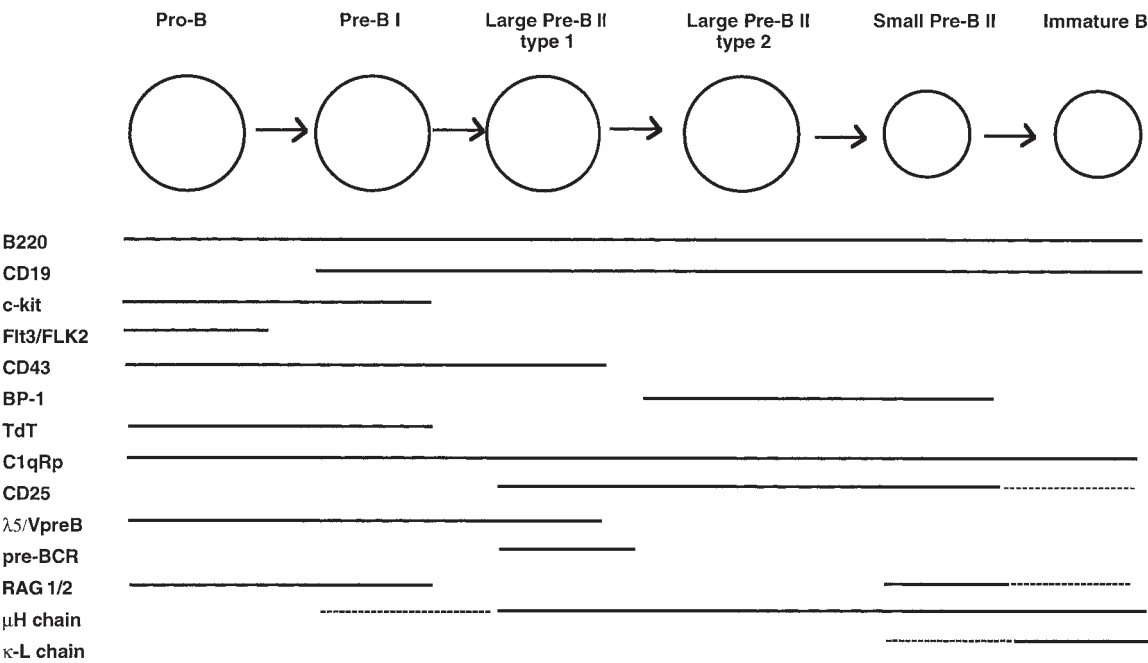 Pro-B
Pre-B I
Large Pre-B II
type 1
Large Pre-B II
type 2
Small Pre-B II
Immature B
B220
CD19
c-kit
Flt3/FLK2
CD43
BP-1
TdT
C1qRp
CD25
λ5/VpreB
pre-BCR
RAG 1/2
μH chain
κ-L chain